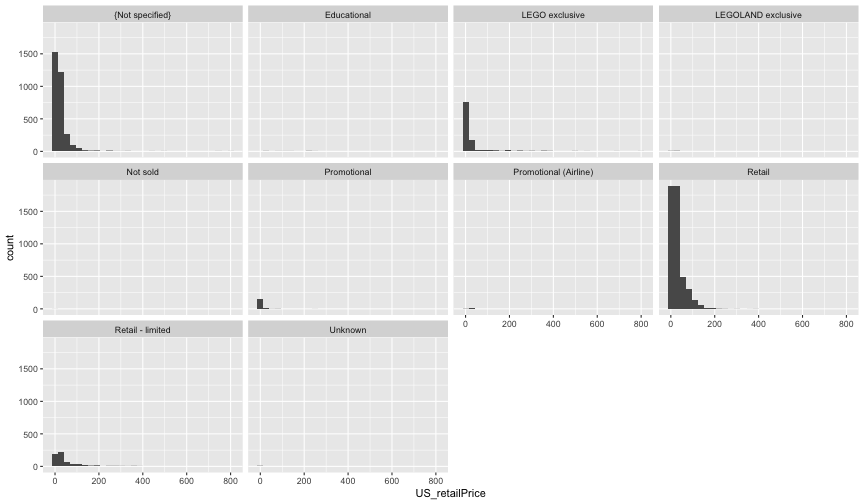 {Not specified}
Educational
LEGO exclusive
LEGOLAND exclusive
1500
1000
500
0
Not sold
Promotional
Promotional (Airline)
Retail
count
1500
1000
500
0
0 200 400 600 800
0 200 400 600 800
Retail - limited
Unknown
1500
1000
500
0
0 200 400 600 800
0 200 400 600 800
US_retailPrice